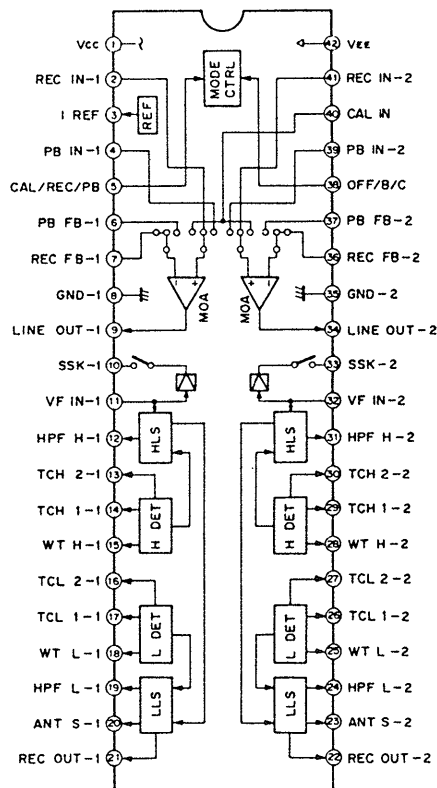 Vcc 1 42 VEE
REC IN-1 2 41 REC IN-2
MODE CTRL
I REF 3 REF 40 CAL IN
PB IN-1 4 39 PB IN-2
CAL/REC/PB 5 38 OFF/B/C
PB FB-1 6 37 PB FB-2
REC FB-1 7 36 REC FB-2
- + + -
GND-1 8 35 GND-2
MOA MOA
LINE OUT-1 9 34 LINE OUT-2
SSK-1 10 33 SSK-2
VF IN-1 11 32 VF IN-2
HPF H-1 12 HLS HLS 31 HPF H-2
TCH 2-1 13 30 TCH 2-2
TCH 1-1 14 H DET H DET 29 TCH 1-2
WT H-1 15 28 WT H-2
TCL 2-1 16 27 TCL 2-2
TCL 1-1 17 L DET L DET 26 TCL 1-2
WT L-1 18 25 WT L-2
HPF L-1 19 24 HPF L-2
ANT S-1 20 LLS LLS 23 ANT S-2
REC OUT-1 21 22 REC OUT-2